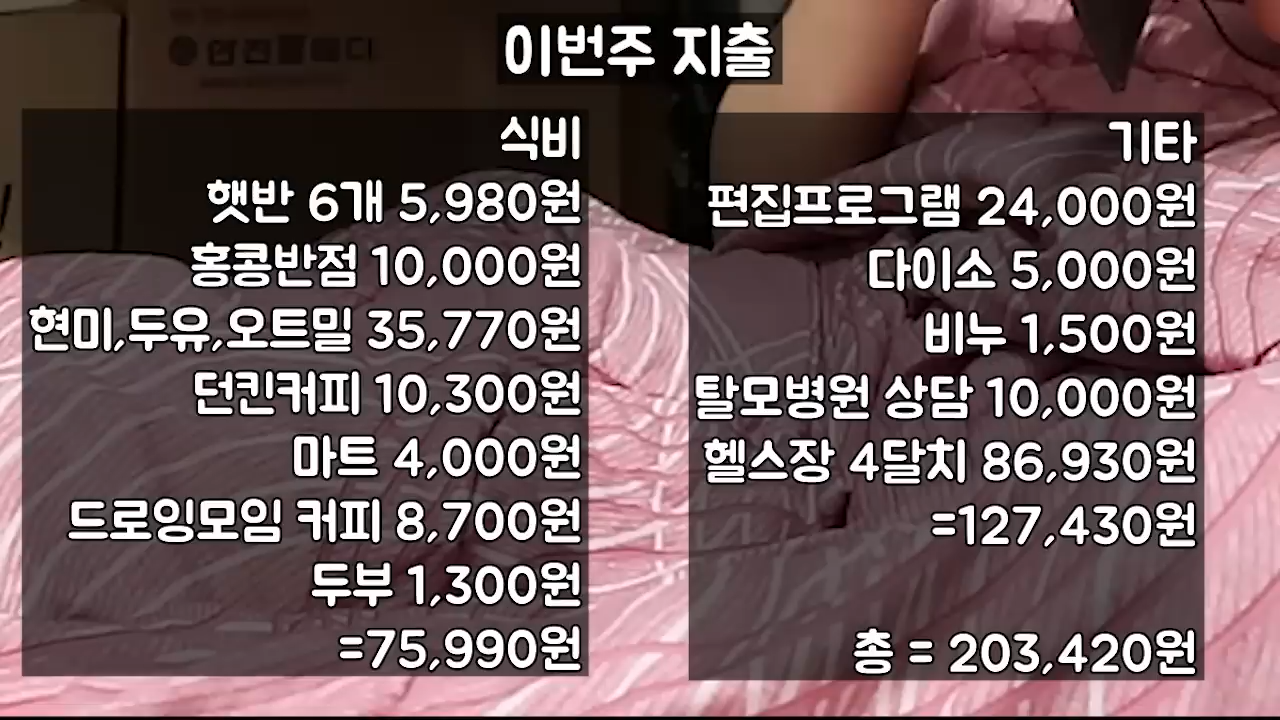 이번주 지출
식비
햇반 6개 5,980원
홍콩반점 10,000원
현미,두유,오트밀 35,770원
던킨커피 10,300원
마트 4,000원
드로잉모임 커피 8,700원
두부 1,300원
=75,990원
기타
편집프로그램 24,000원
다이소 5,000원
비누 1,500원
탈모병원 상담 10,000원
헬스장 4달치 86,930원
=127,430원
총 = 203,420원